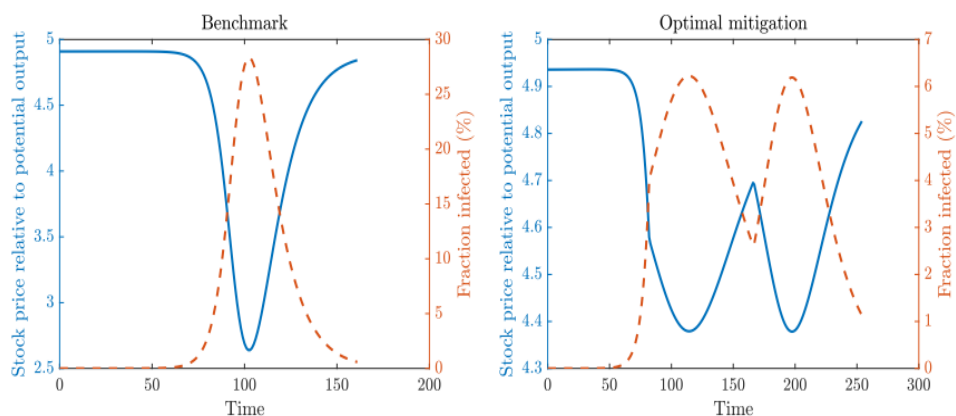 Benchmark
Stock price relative to potential output
5
4.5
4
3.5
3
2.5
0 50 100 150 200
Time
30
25
20
15
10
5
0
Fraction infected (%)
Optimal mitigation
Stock price relative to potential output
5
4.9
4.8
4.7
4.6
4.5
4.4
4.3
0 50 100 150 200 250 300
Time
7
6
5
4
3
2
1
0
Fraction infected (%)